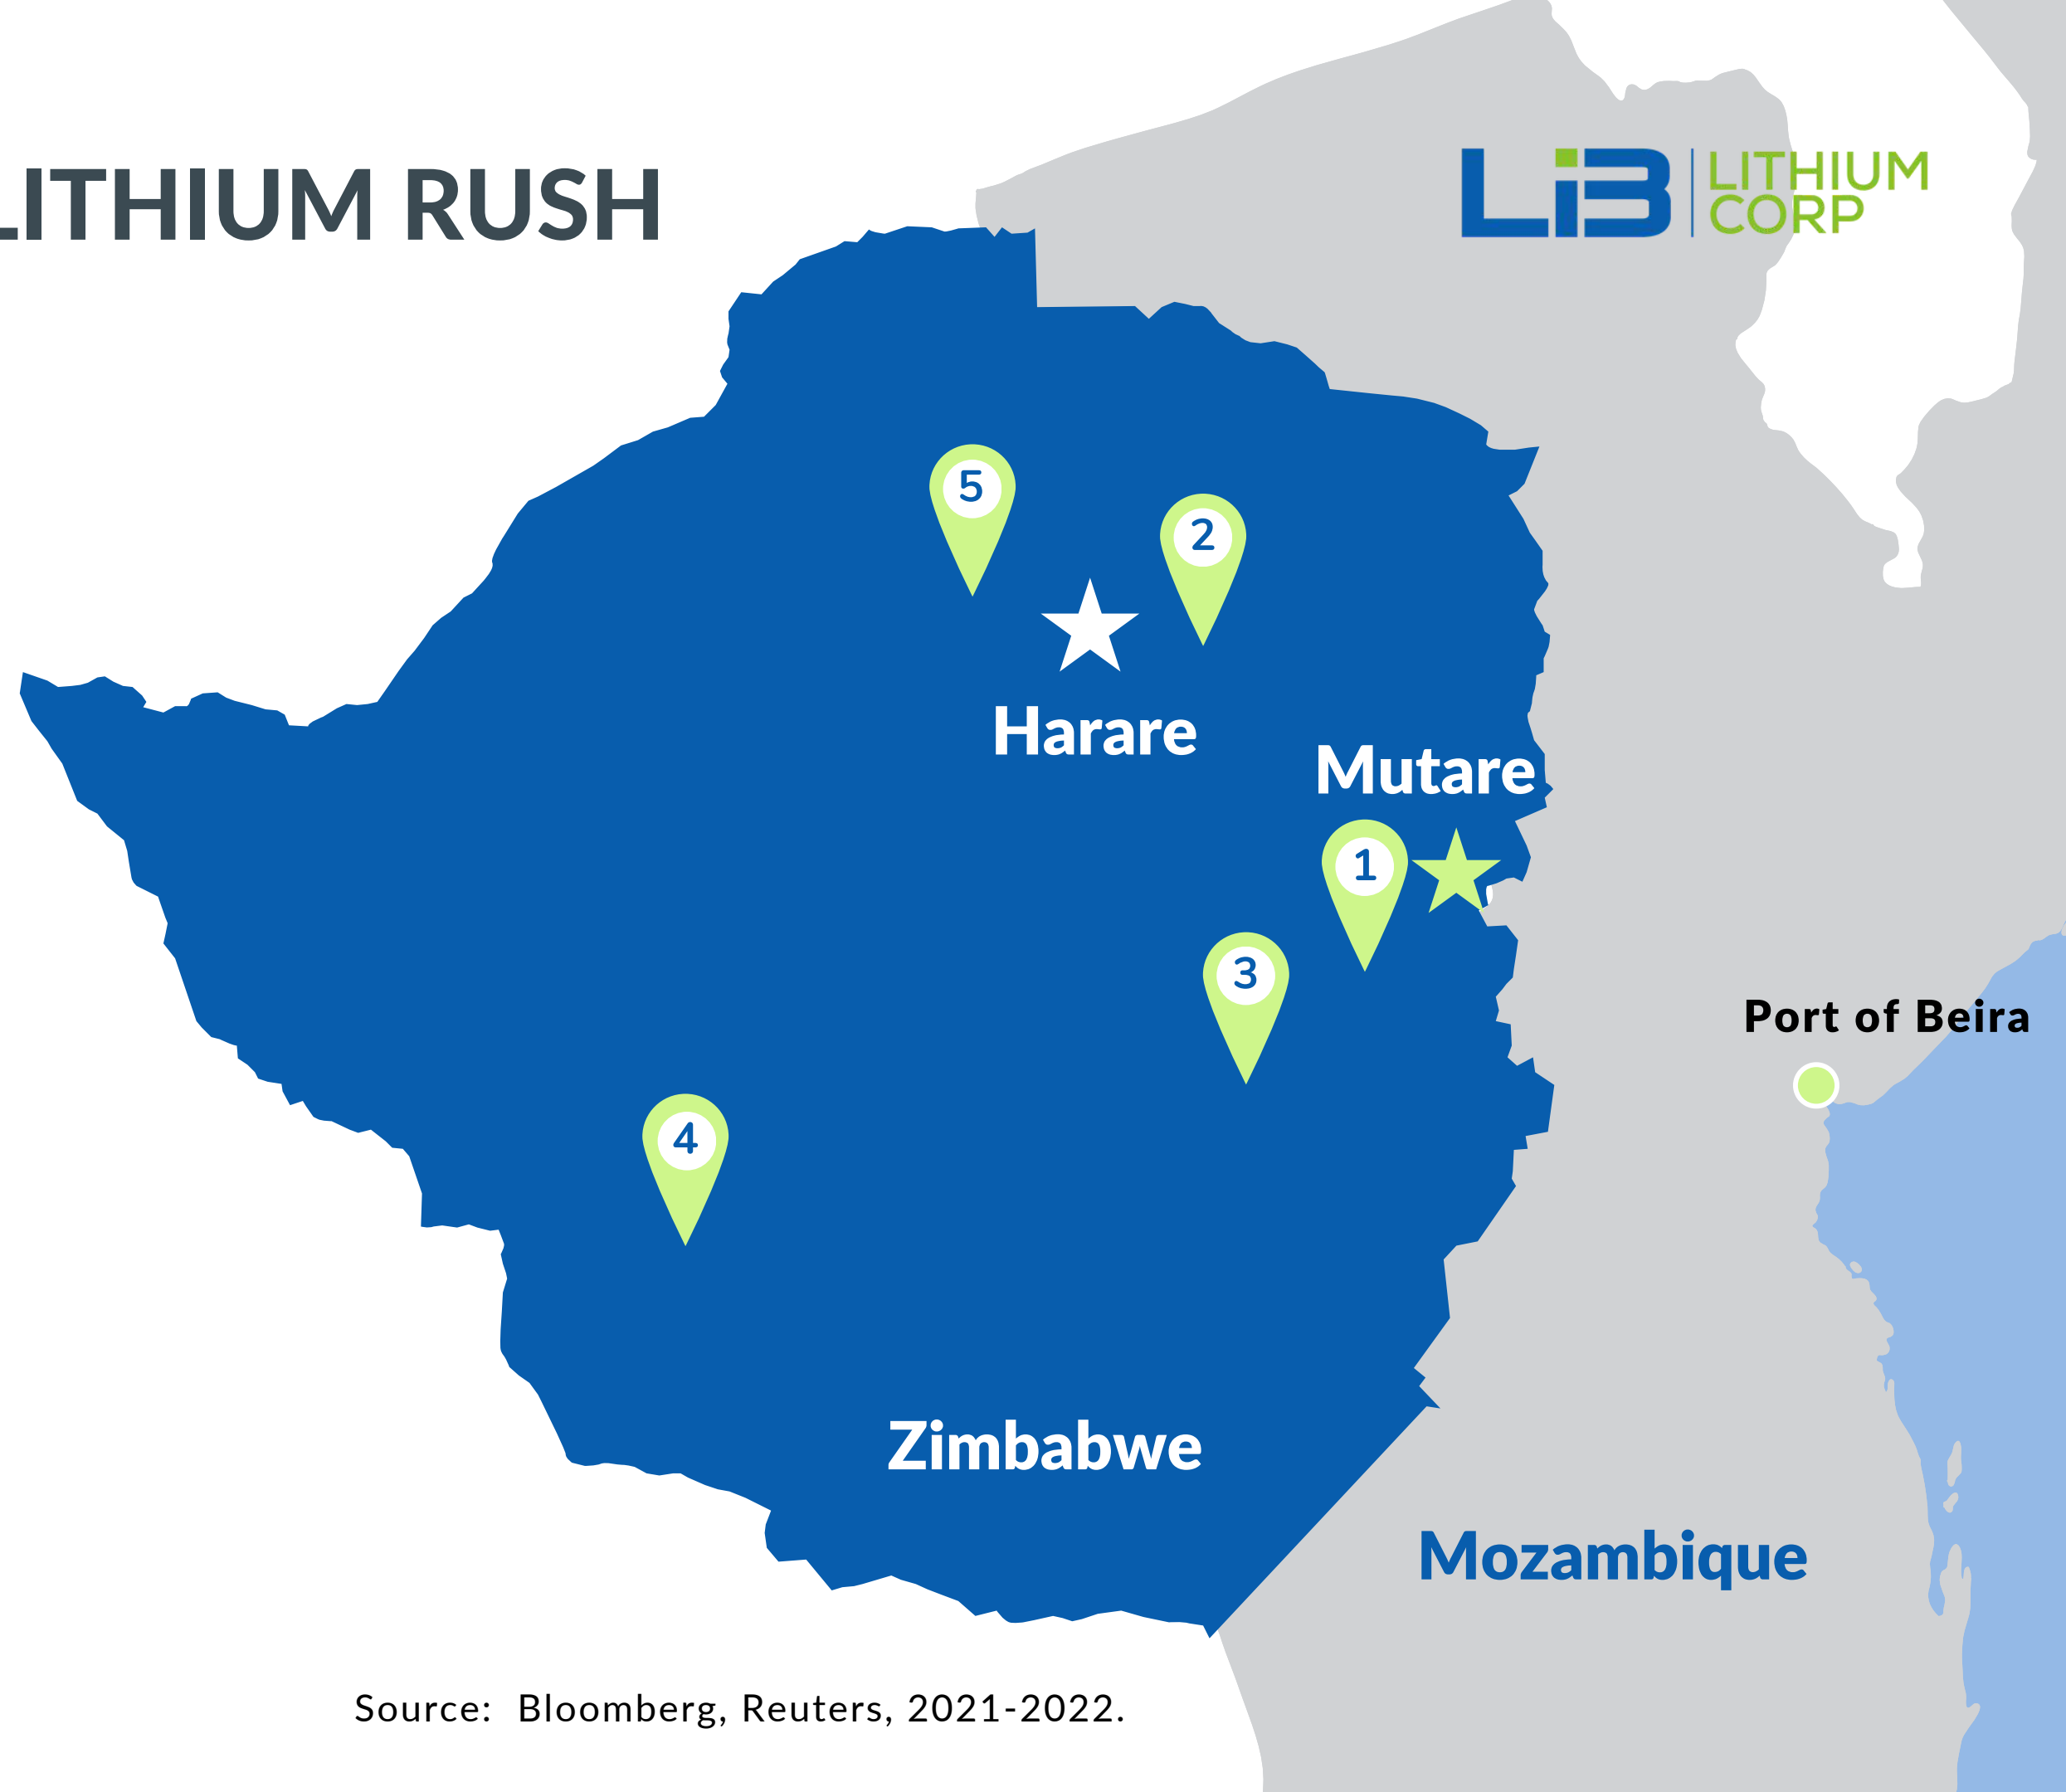 LITHIUM RUSH
LiB LITHIUM
CORP
5
2
Harare
Mutare
1
3
Port of Beira
4
Zimbabwe
Mozambique
Source: Bloomberg, Reuters, 2021-2022.